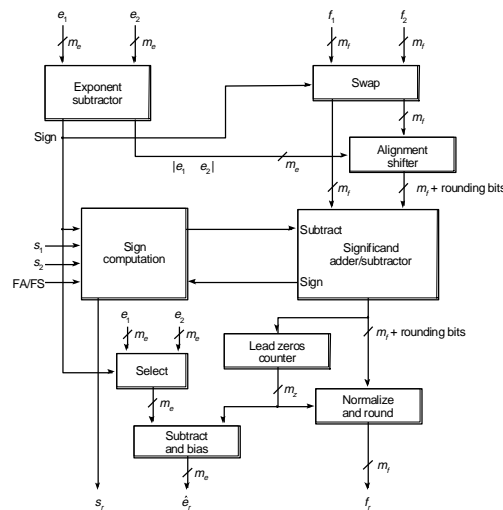 e1 e2 f1 f2
me me mf mf
Exponent
subtractor
Swap
Sign
mf
|e1 e2| me
Alignment
shifter
mf mf + rounding bits
Subtract
s1
s2
FA/FS
Sign
computation
Significand
adder/subtractor
Sign
e1 e2
me me
mf + rounding bits
Lead zeros
counter
Select
me
mz
Normalize
and round
Subtract
and bias
me
mf
sr êr fr